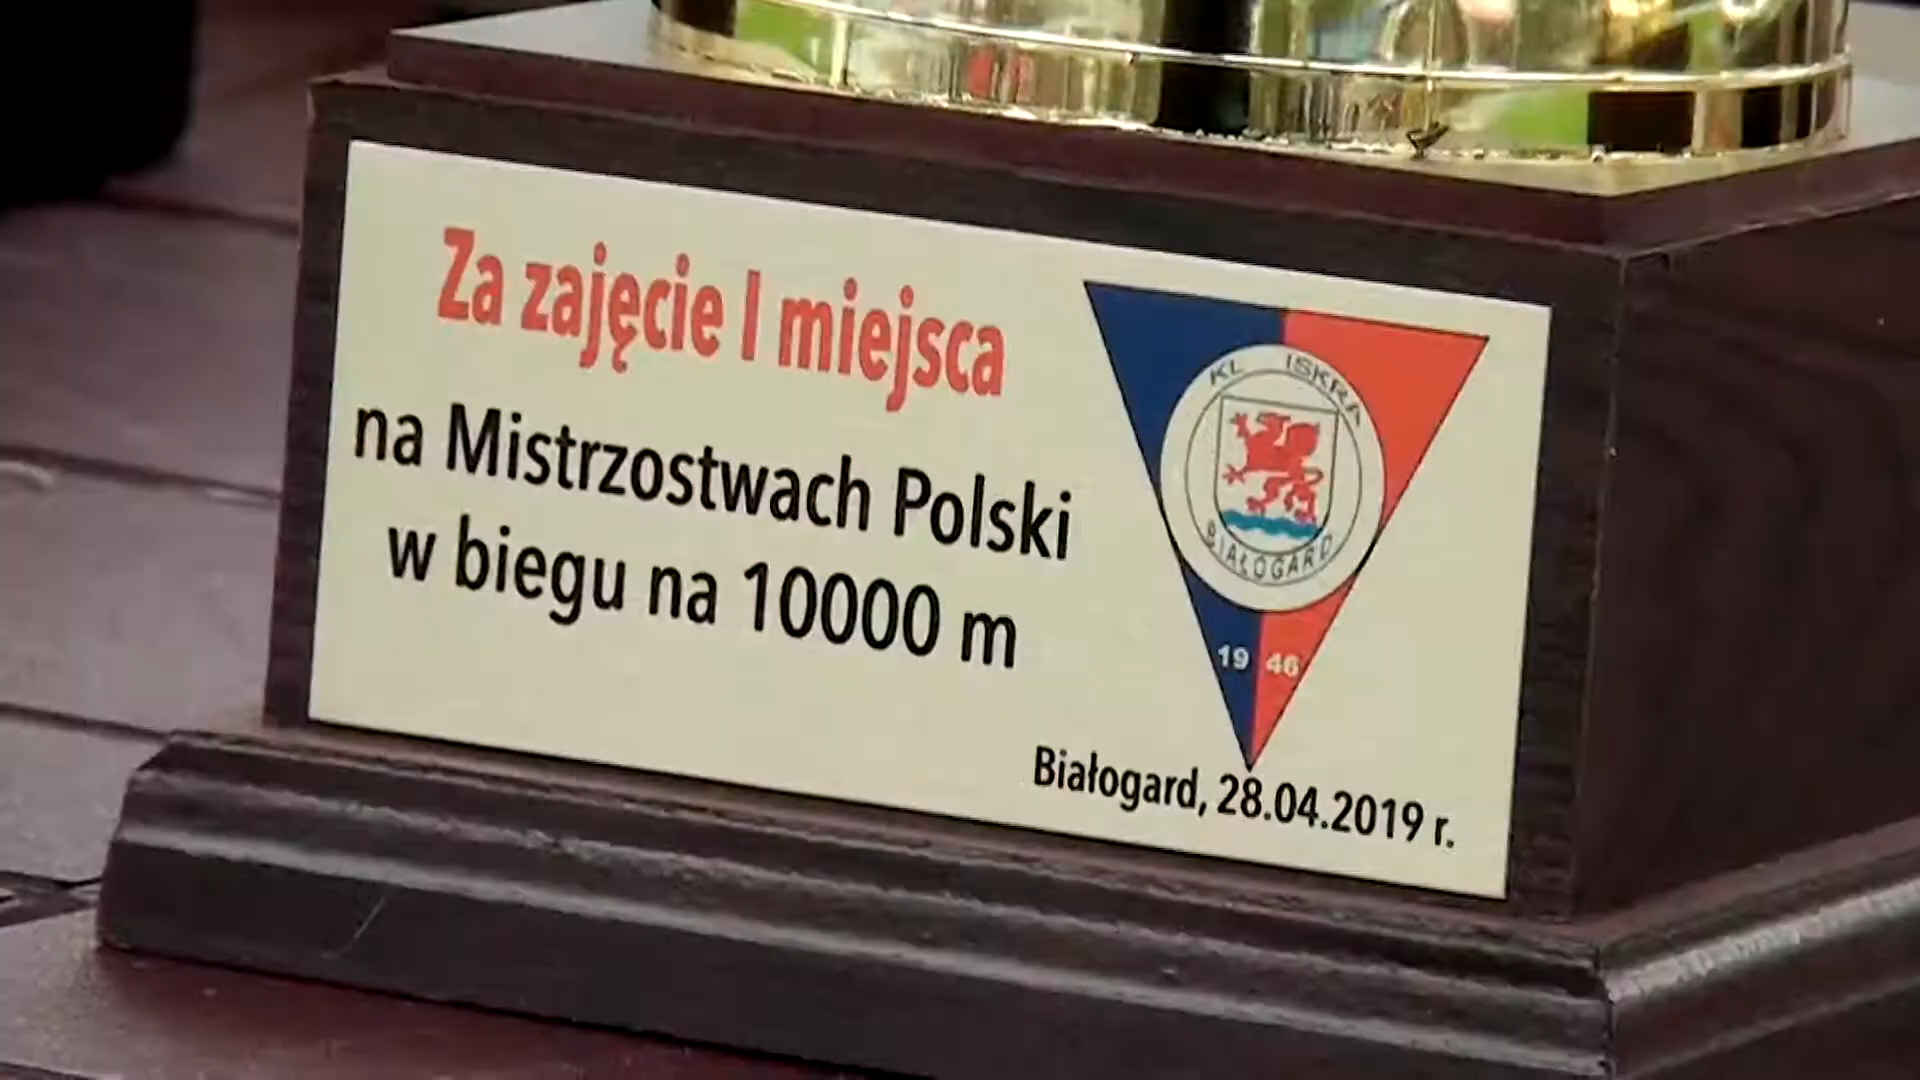 Za zajęcie I miejsca
na Mistrzostwach Polski
w biegu na 10000 m
KL ISKRA
BIAŁOGARD
19 46
Białogard, 28.04.2019 r.